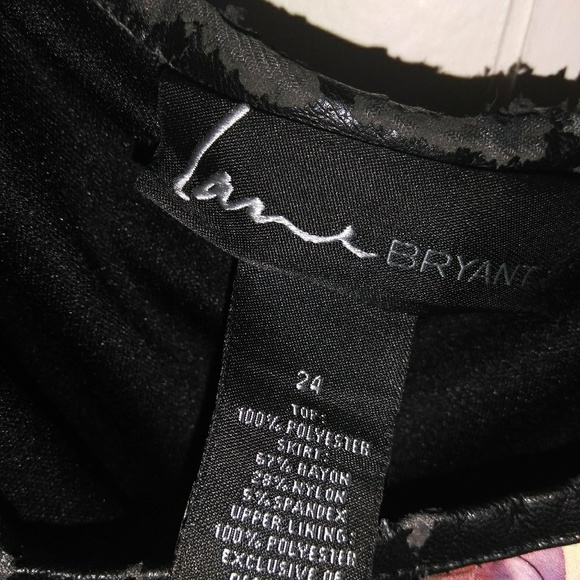 Lane BRYANT
24
TOP:
100% POLYESTER
SKIRT:
67% RAYON
28% NYLON
5% SPANDEX
UPPER LINING:
100% POLYESTER
EXCLUSIVE OF